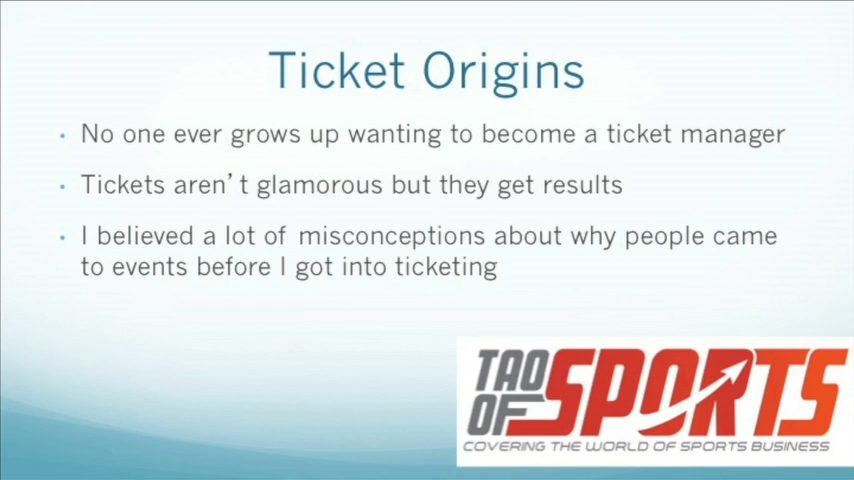 Ticket Origins
• No one ever grows up wanting to become a ticket manager
• Tickets aren't glamorous but they get results
• I believed a lot of misconceptions about why people came
to events before I got into ticketing
TAO
OF
SPORTS
COVERING THE WORLD OF SPORTS BUSINESS